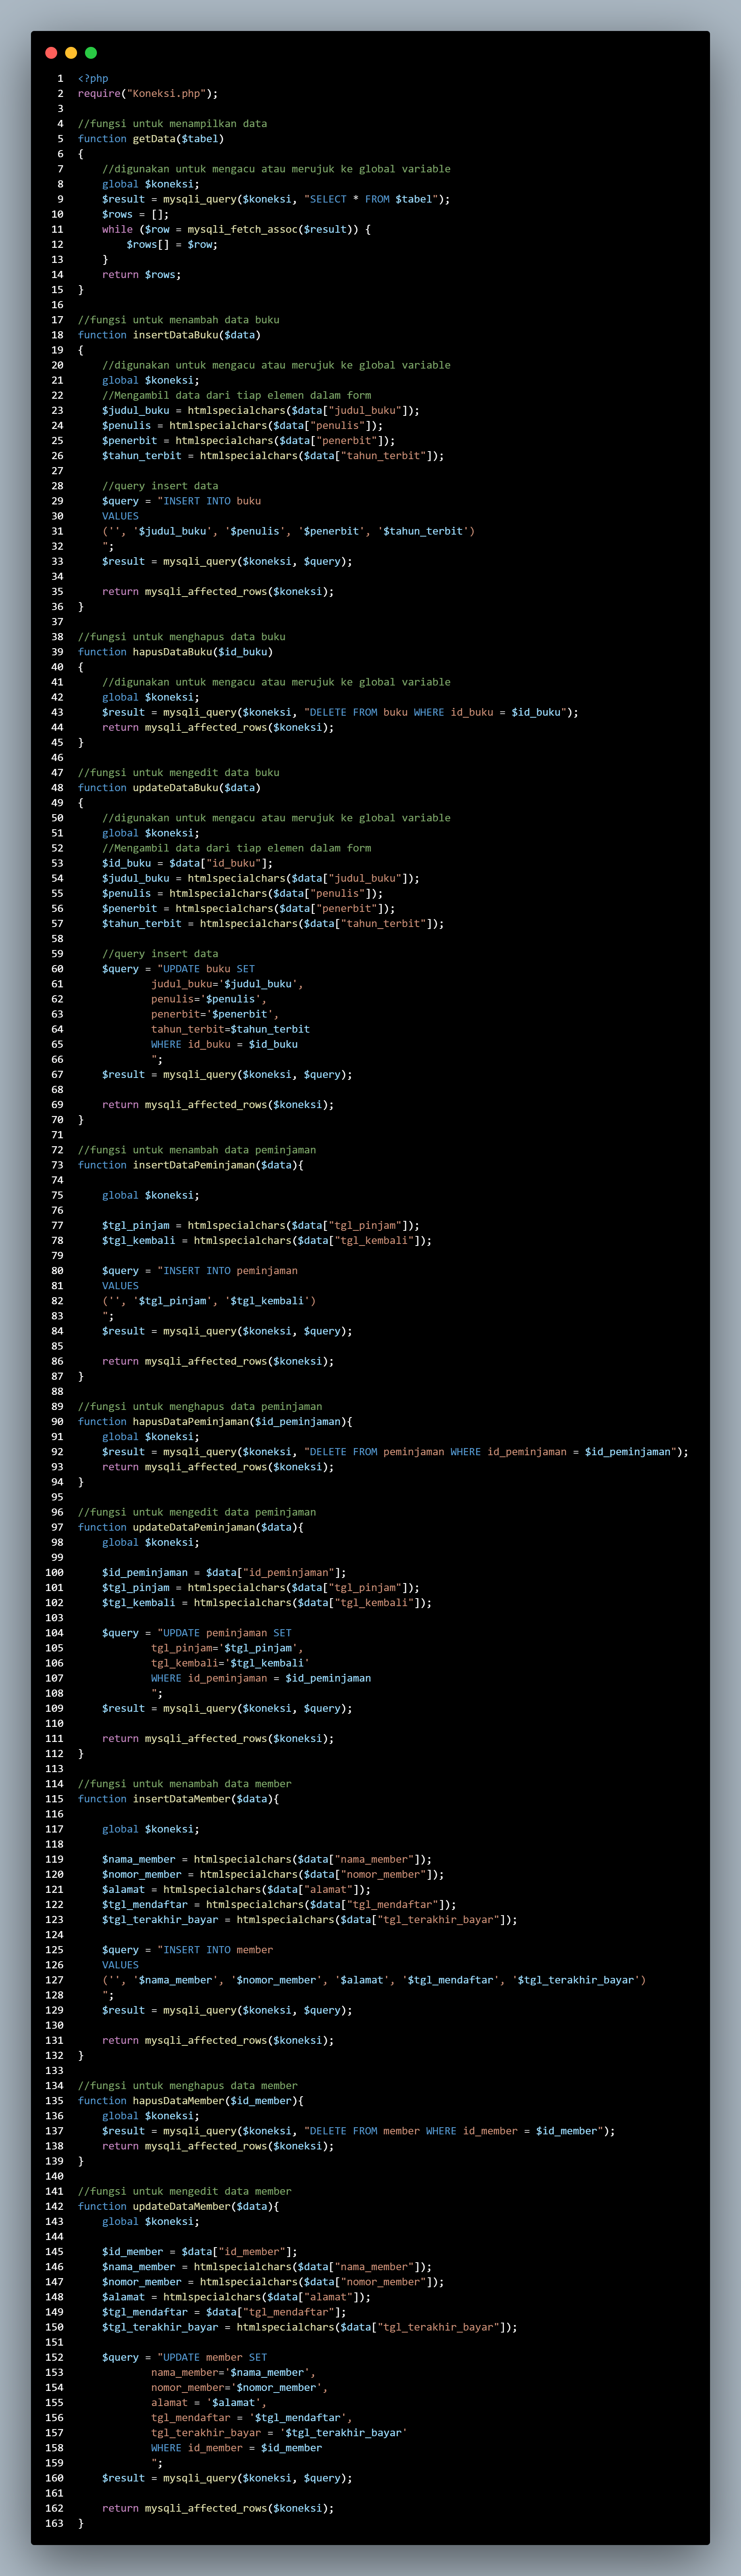 1 <?php
2 require("Koneksi.php");
3
4 //fungsi untuk menampilkan data
5 function getData($tabel)
6 {
7     //digunakan untuk mengacu atau merujuk ke global variable
8     global $koneksi;
9     $result = mysqli_query($koneksi, "SELECT * FROM $tabel");
10     $rows = [];
11     while ($row = mysqli_fetch_assoc($result)) {
12         $rows[] = $row;
13     }
14     return $rows;
15 }
16
17 //fungsi untuk menambah data buku
18 function insertDataBuku($data)
19 {
20     //digunakan untuk mengacu atau merujuk ke global variable
21     global $koneksi;
22     //Mengambil data dari tiap elemen dalam form
23     $judul_buku = htmlspecialchars($data["judul_buku"]);
24     $penulis = htmlspecialchars($data["penulis"]);
25     $penerbit = htmlspecialchars($data["penerbit"]);
26     $tahun_terbit = htmlspecialchars($data["tahun_terbit"]);
27
28     //query insert data
29     $query = "INSERT INTO buku
30     VALUES
31     ('', '$judul_buku', '$penulis', '$penerbit', '$tahun_terbit')
32     ";
33     $result = mysqli_query($koneksi, $query);
34
35     return mysqli_affected_rows($koneksi);
36 }
37
38 //fungsi untuk menghapus data buku
39 function hapusDataBuku($id_buku)
40 {
41     //digunakan untuk mengacu atau merujuk ke global variable
42     global $koneksi;
43     $result = mysqli_query($koneksi, "DELETE FROM buku WHERE id_buku = $id_buku");
44     return mysqli_affected_rows($koneksi);
45 }
46
47 //fungsi untuk mengedit data buku
48 function updateDataBuku($data)
49 {
50     //digunakan untuk mengacu atau merujuk ke global variable
51     global $koneksi;
52     //Mengambil data dari tiap elemen dalam form
53     $id_buku = $data["id_buku"];
54     $judul_buku = htmlspecialchars($data["judul_buku"]);
55     $penulis = htmlspecialchars($data["penulis"]);
56     $penerbit = htmlspecialchars($data["penerbit"]);
57     $tahun_terbit = htmlspecialchars($data["tahun_terbit"]);
58
59     //query insert data
60     $query = "UPDATE buku SET
61             judul_buku='$judul_buku',
62             penulis='$penulis',
63             penerbit='$penerbit',
64             tahun_terbit=$tahun_terbit
65             WHERE id_buku = $id_buku
66             ";
67     $result = mysqli_query($koneksi, $query);
68
69     return mysqli_affected_rows($koneksi);
70 }
71
72 //fungsi untuk menambah data peminjaman
73 function insertDataPeminjaman($data){
74
75     global $koneksi;
76
77     $tgl_pinjam = htmlspecialchars($data["tgl_pinjam"]);
78     $tgl_kembali = htmlspecialchars($data["tgl_kembali"]);
79
80     $query = "INSERT INTO peminjaman
81     VALUES
82     ('', '$tgl_pinjam', '$tgl_kembali')
83     ";
84     $result = mysqli_query($koneksi, $query);
85
86     return mysqli_affected_rows($koneksi);
87 }
88
89 //fungsi untuk menghapus data peminjaman
90 function hapusDataPeminjaman($id_peminjaman){
91     global $koneksi;
92     $result = mysqli_query($koneksi, "DELETE FROM peminjaman WHERE id_peminjaman = $id_peminjaman");
93     return mysqli_affected_rows($koneksi);
94 }
95
96 //fungsi untuk mengedit data peminjaman
97 function updateDataPeminjaman($data){
98     global $koneksi;
99
100     $id_peminjaman = $data["id_peminjaman"];
101     $tgl_pinjam = htmlspecialchars($data["tgl_pinjam"]);
102     $tgl_kembali = htmlspecialchars($data["tgl_kembali"]);
103
104     $query = "UPDATE peminjaman SET
105             tgl_pinjam='$tgl_pinjam',
106             tgl_kembali='$tgl_kembali'
107             WHERE id_peminjaman = $id_peminjaman
108             ";
109     $result = mysqli_query($koneksi, $query);
110
111     return mysqli_affected_rows($koneksi);
112 }
113
114 //fungsi untuk menambah data member
115 function insertDataMember($data){
116
117     global $koneksi;
118
119     $nama_member = htmlspecialchars($data["nama_member"]);
120     $nomor_member = htmlspecialchars($data["nomor_member"]);
121     $alamat = htmlspecialchars($data["alamat"]);
122     $tgl_mendaftar = htmlspecialchars($data["tgl_mendaftar"]);
123     $tgl_terakhir_bayar = htmlspecialchars($data["tgl_terakhir_bayar"]);
124
125     $query = "INSERT INTO member
126     VALUES
127     ('', '$nama_member', '$nomor_member', '$alamat', '$tgl_mendaftar', '$tgl_terakhir_bayar')
128     ";
129     $result = mysqli_query($koneksi, $query);
130
131     return mysqli_affected_rows($koneksi);
132 }
133
134 //fungsi untuk menghapus data member
135 function hapusDataMember($id_member){
136     global $koneksi;
137     $result = mysqli_query($koneksi, "DELETE FROM member WHERE id_member = $id_member");
138     return mysqli_affected_rows($koneksi);
139 }
140
141 //fungsi untuk mengedit data member
142 function updateDataMember($data){
143     global $koneksi;
144
145     $id_member = $data["id_member"];
146     $nama_member = htmlspecialchars($data["nama_member"]);
147     $nomor_member = htmlspecialchars($data["nomor_member"]);
148     $alamat = htmlspecialchars($data["alamat"]);
149     $tgl_mendaftar = $data["tgl_mendaftar"];
150     $tgl_terakhir_bayar = htmlspecialchars($data["tgl_terakhir_bayar"]);
151
152     $query = "UPDATE member SET
153             nama_member='$nama_member',
154             nomor_member='$nomor_member',
155             alamat = '$alamat',
156             tgl_mendaftar = '$tgl_mendaftar',
157             tgl_terakhir_bayar = '$tgl_terakhir_bayar'
158             WHERE id_member = $id_member
159             ";
160     $result = mysqli_query($koneksi, $query);
161
162     return mysqli_affected_rows($koneksi);
163 }